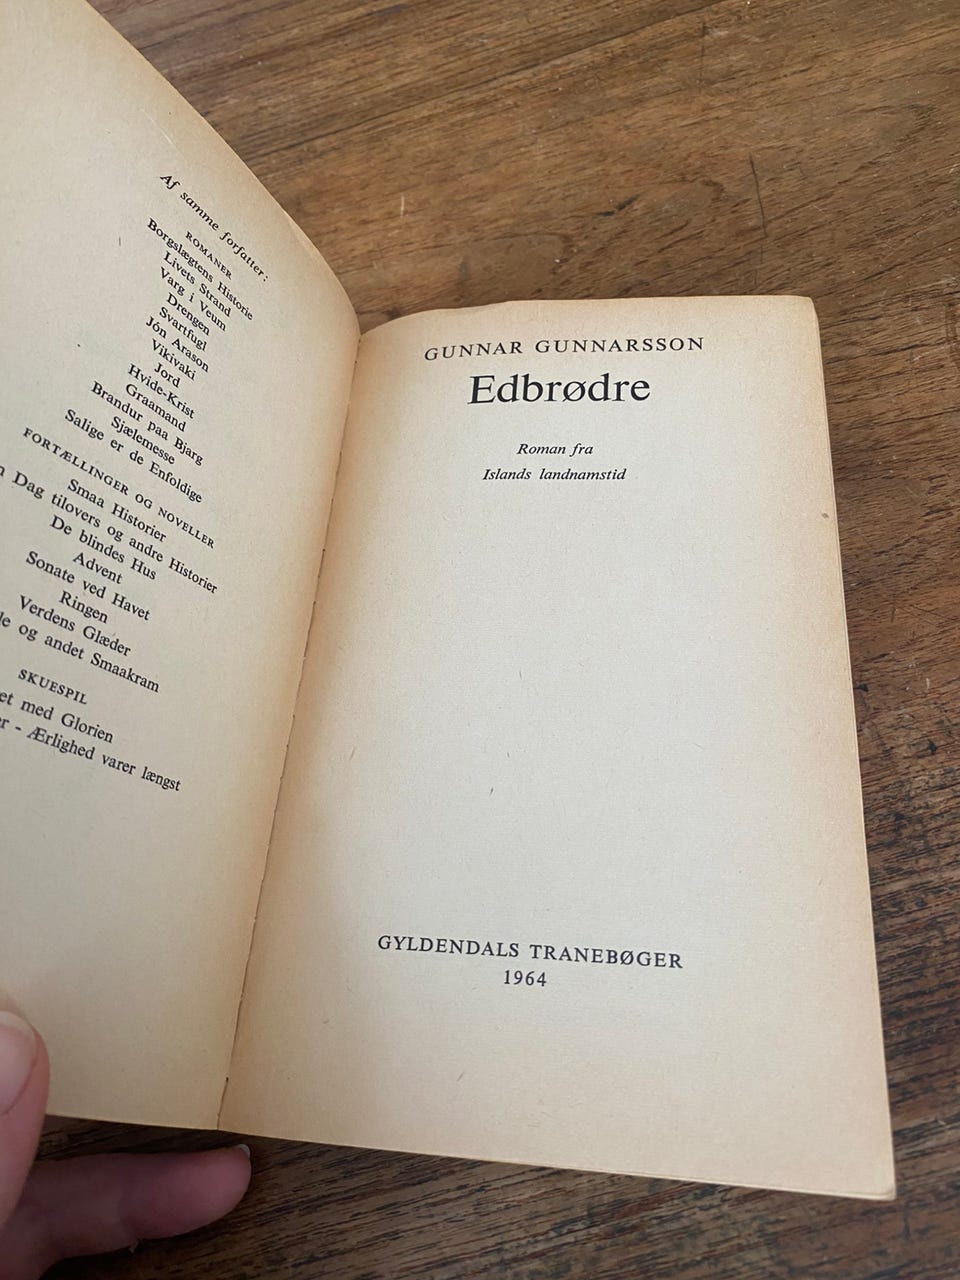 Af samme forfatter:
ROMANER
Borgslægtens Historie
Livets Strand
Varg i Veum
Drengen
Svartfugl
Jón Arason
Vikivaki
Jord
Hvide-Krist
Graamand
Brandur paa Bjarg
Sjælemesse
Salige er de Enfoldige
FORTÆLLINGER OG NOVELLER
Smaa Historier
Dag tilovers og andre Historier
De blindes Hus
Advent
Sonate ved Havet
Ringen
Verdens Glæder
og andet Smaakram
SKUESPIL
med Glorien
- Ærlighed varer længst
GUNNAR GUNNARSSON
Edbrødre
Roman fra
Islands landnamstid
GYLDENDALS TRANEBØGER
1964